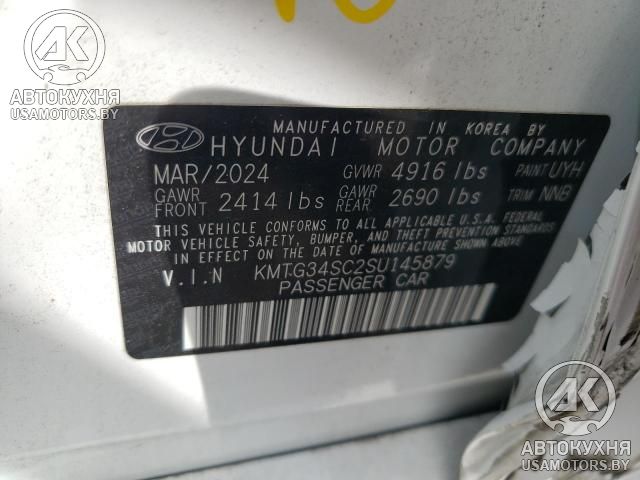 AK
АВТОКУХНЯ
USAMOTORS.BY
MANUFACTURED IN KOREA BY
HYUNDAI MOTOR COMPANY
MAR/2024 GVWR 4916 lbs PAINT UYH
GAWR FRONT 2414 lbs GAWR REAR 2690 lbs TRIM NNB
THIS VEHICLE CONFORMS TO ALL APPLICABLE U.S.A. FEDERAL
MOTOR VEHICLE SAFETY, BUMPER, AND THEFT PREVENTION STANDARDS
IN EFFECT ON THE DATE OF MANUFACTURE SHOWN ABOVE.
V.I.N KMTG34SC2SU145879
PASSENGER CAR
AK
АВТОКУХНЯ
USAMOTORS.BY